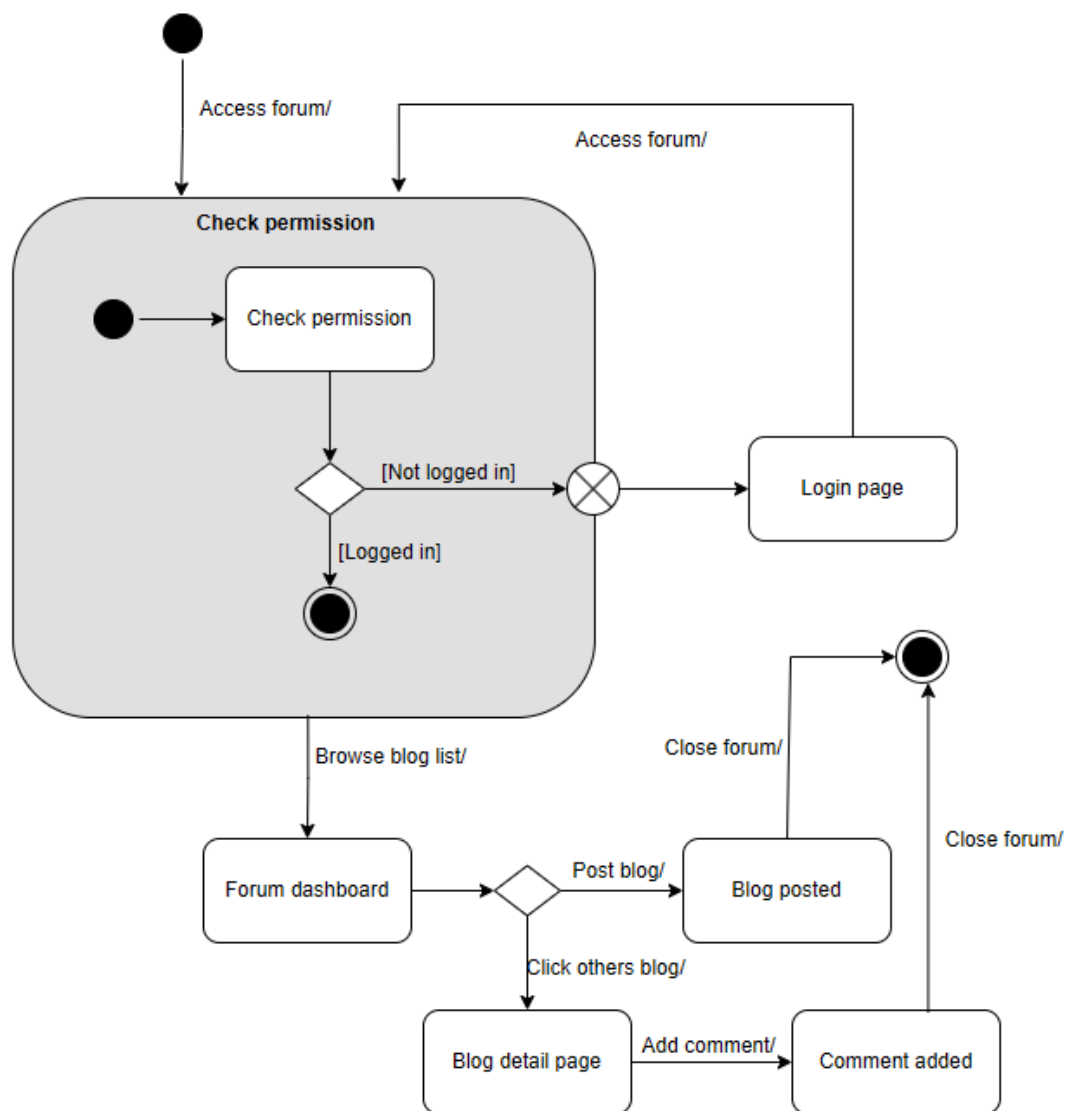 Access forum/
Access forum/
Check permission
Check permission
[Not logged in]
Login page
[Logged in]
Close forum/
Browse blog list/
Close forum/
Post blog/
Forum dashboard
Blog posted
Click others blog/
Add comment/
Blog detail page
Comment added